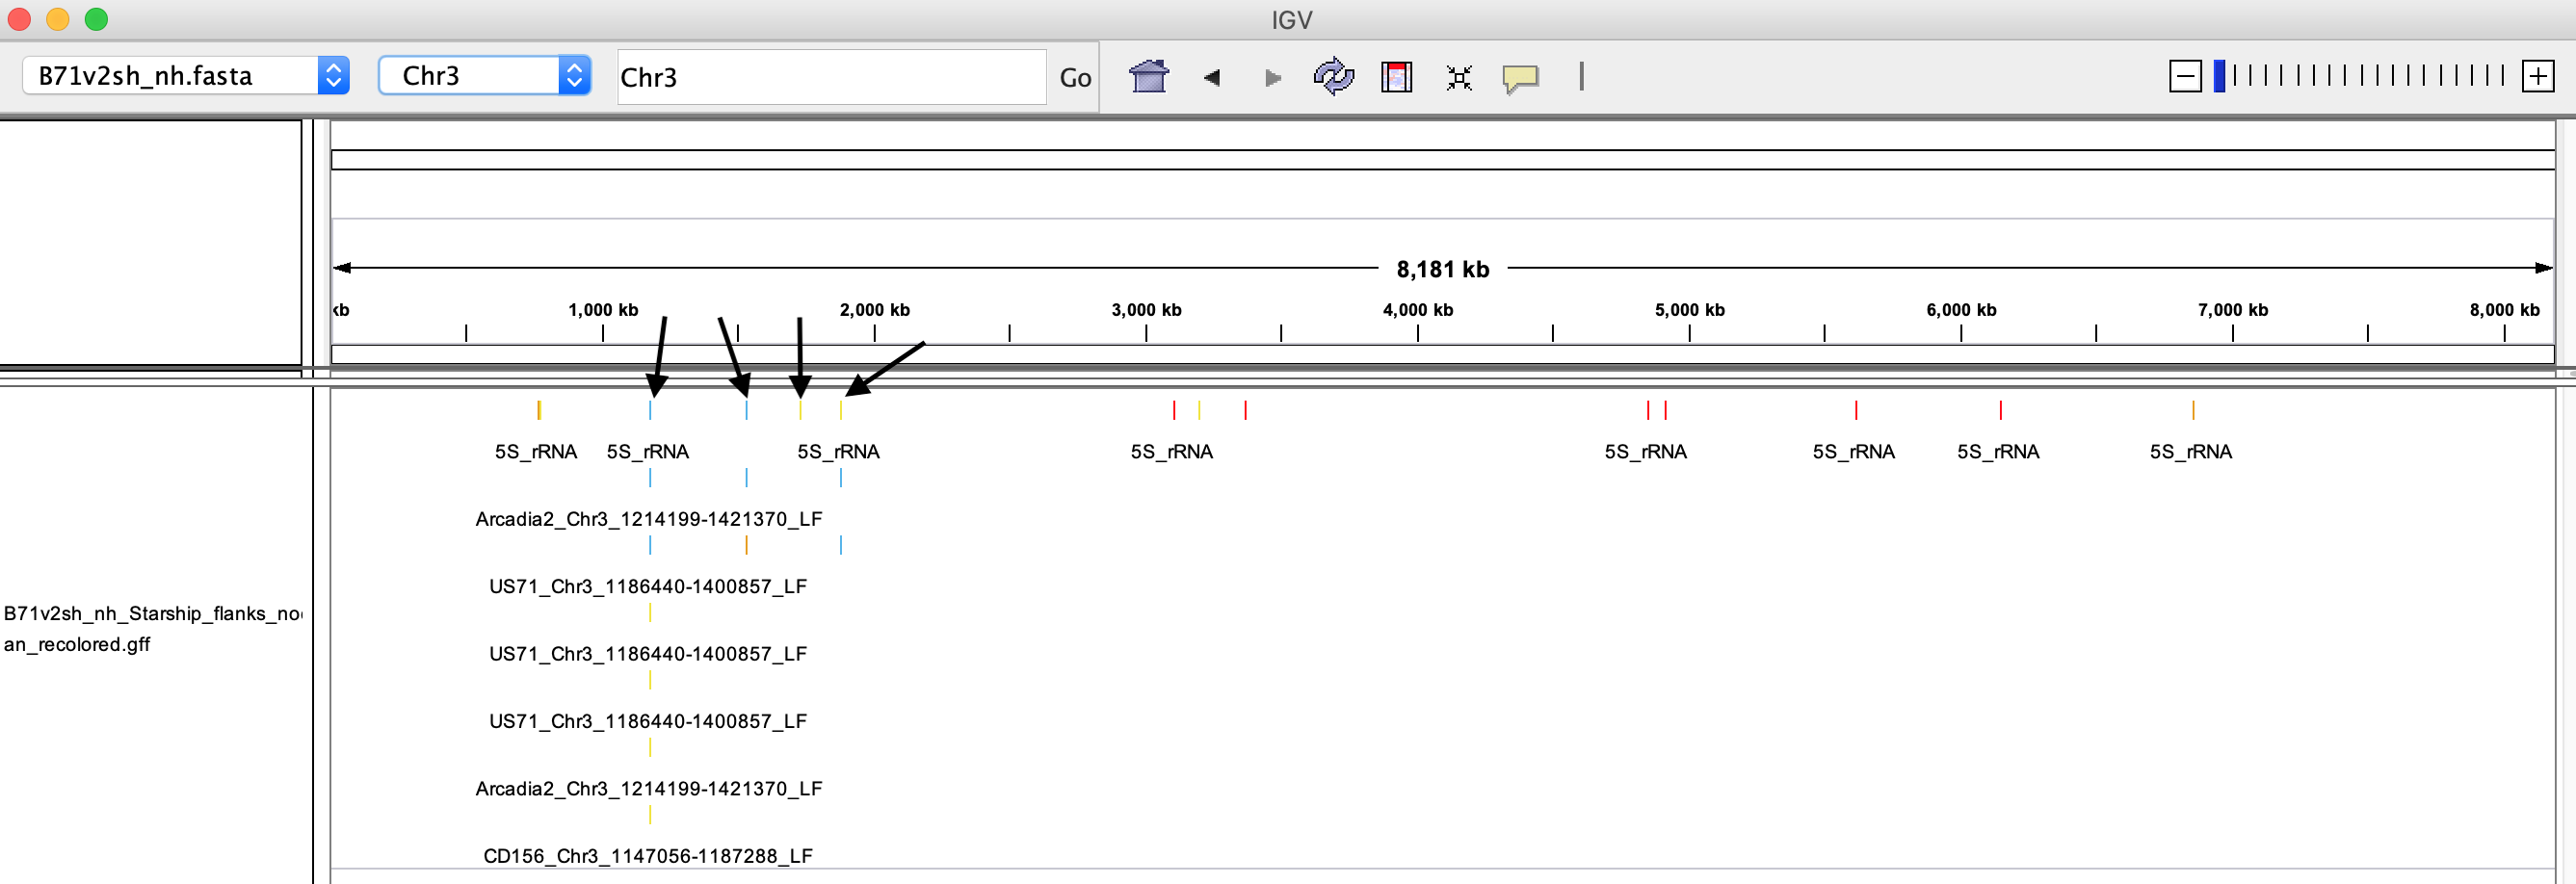 IGV
B71v2sh_nh.fasta Chr3 Chr3 Go
8,181 kb
kb 1,000 kb 2,000 kb 3,000 kb 4,000 kb 5,000 kb 6,000 kb 7,000 kb 8,000 kb
5S_rRNA 5S_rRNA 5S_rRNA 5S_rRNA 5S_rRNA 5S_rRNA 5S_rRNA 5S_rRNA
Arcadia2_Chr3_1214199-1421370_LF
US71_Chr3_1186440-1400857_LF
B71v2sh_nh_Starship_flanks_no
an_recolored.gff
US71_Chr3_1186440-1400857_LF
US71_Chr3_1186440-1400857_LF
Arcadia2_Chr3_1214199-1421370_LF
CD156_Chr3_1147056-1187288_LF